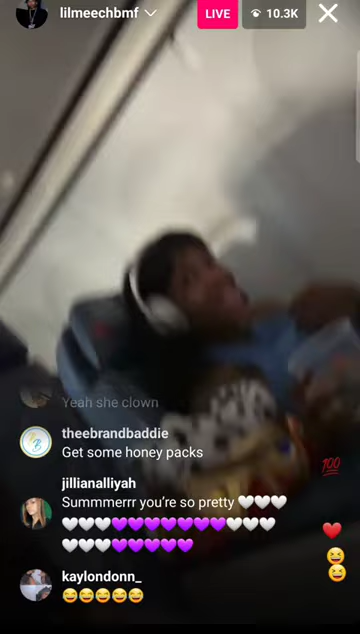 lilmeechbmf
LIVE
10.3K
Yeah she clown
theebrandbaddie
Get some honey packs
jillianalliyah
Summmerrr you're so pretty 🤍🤍🤍
🤍🤍🤍💜💜💜💜💜💜💜🤍🤍🤍
🤍🤍🤍💜💜💜💜💜
kaylondonn_
😂😂😂😂😂
💯